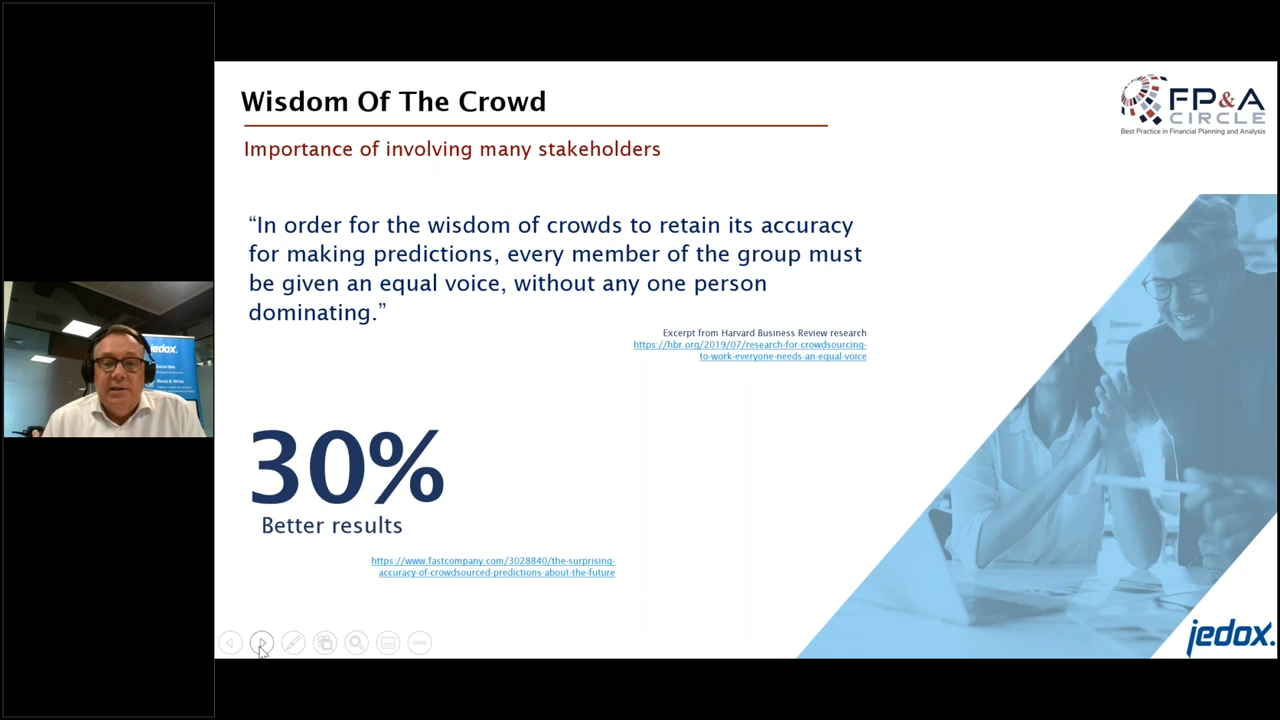 Wisdom Of The Crowd
FP&A
CIRCLE
Best Practice in Financial Planning and Analysis
Importance of involving many stakeholders
“In order for the wisdom of crowds to retain its accuracy
for making predictions, every member of the group must
be given an equal voice, without any one person
dominating.”
Excerpt from Harvard Business Review research
https://hbr.org/2019/07/research-for-crowdsourcing-
to-work-everyone-needs-an-equal-voice
jedox.
Read & Write
30%
Better results
https://www.fastcompany.com/3028840/the-surprising-
accuracy-of-crowdsourced-predictions-about-the-future
jedox.